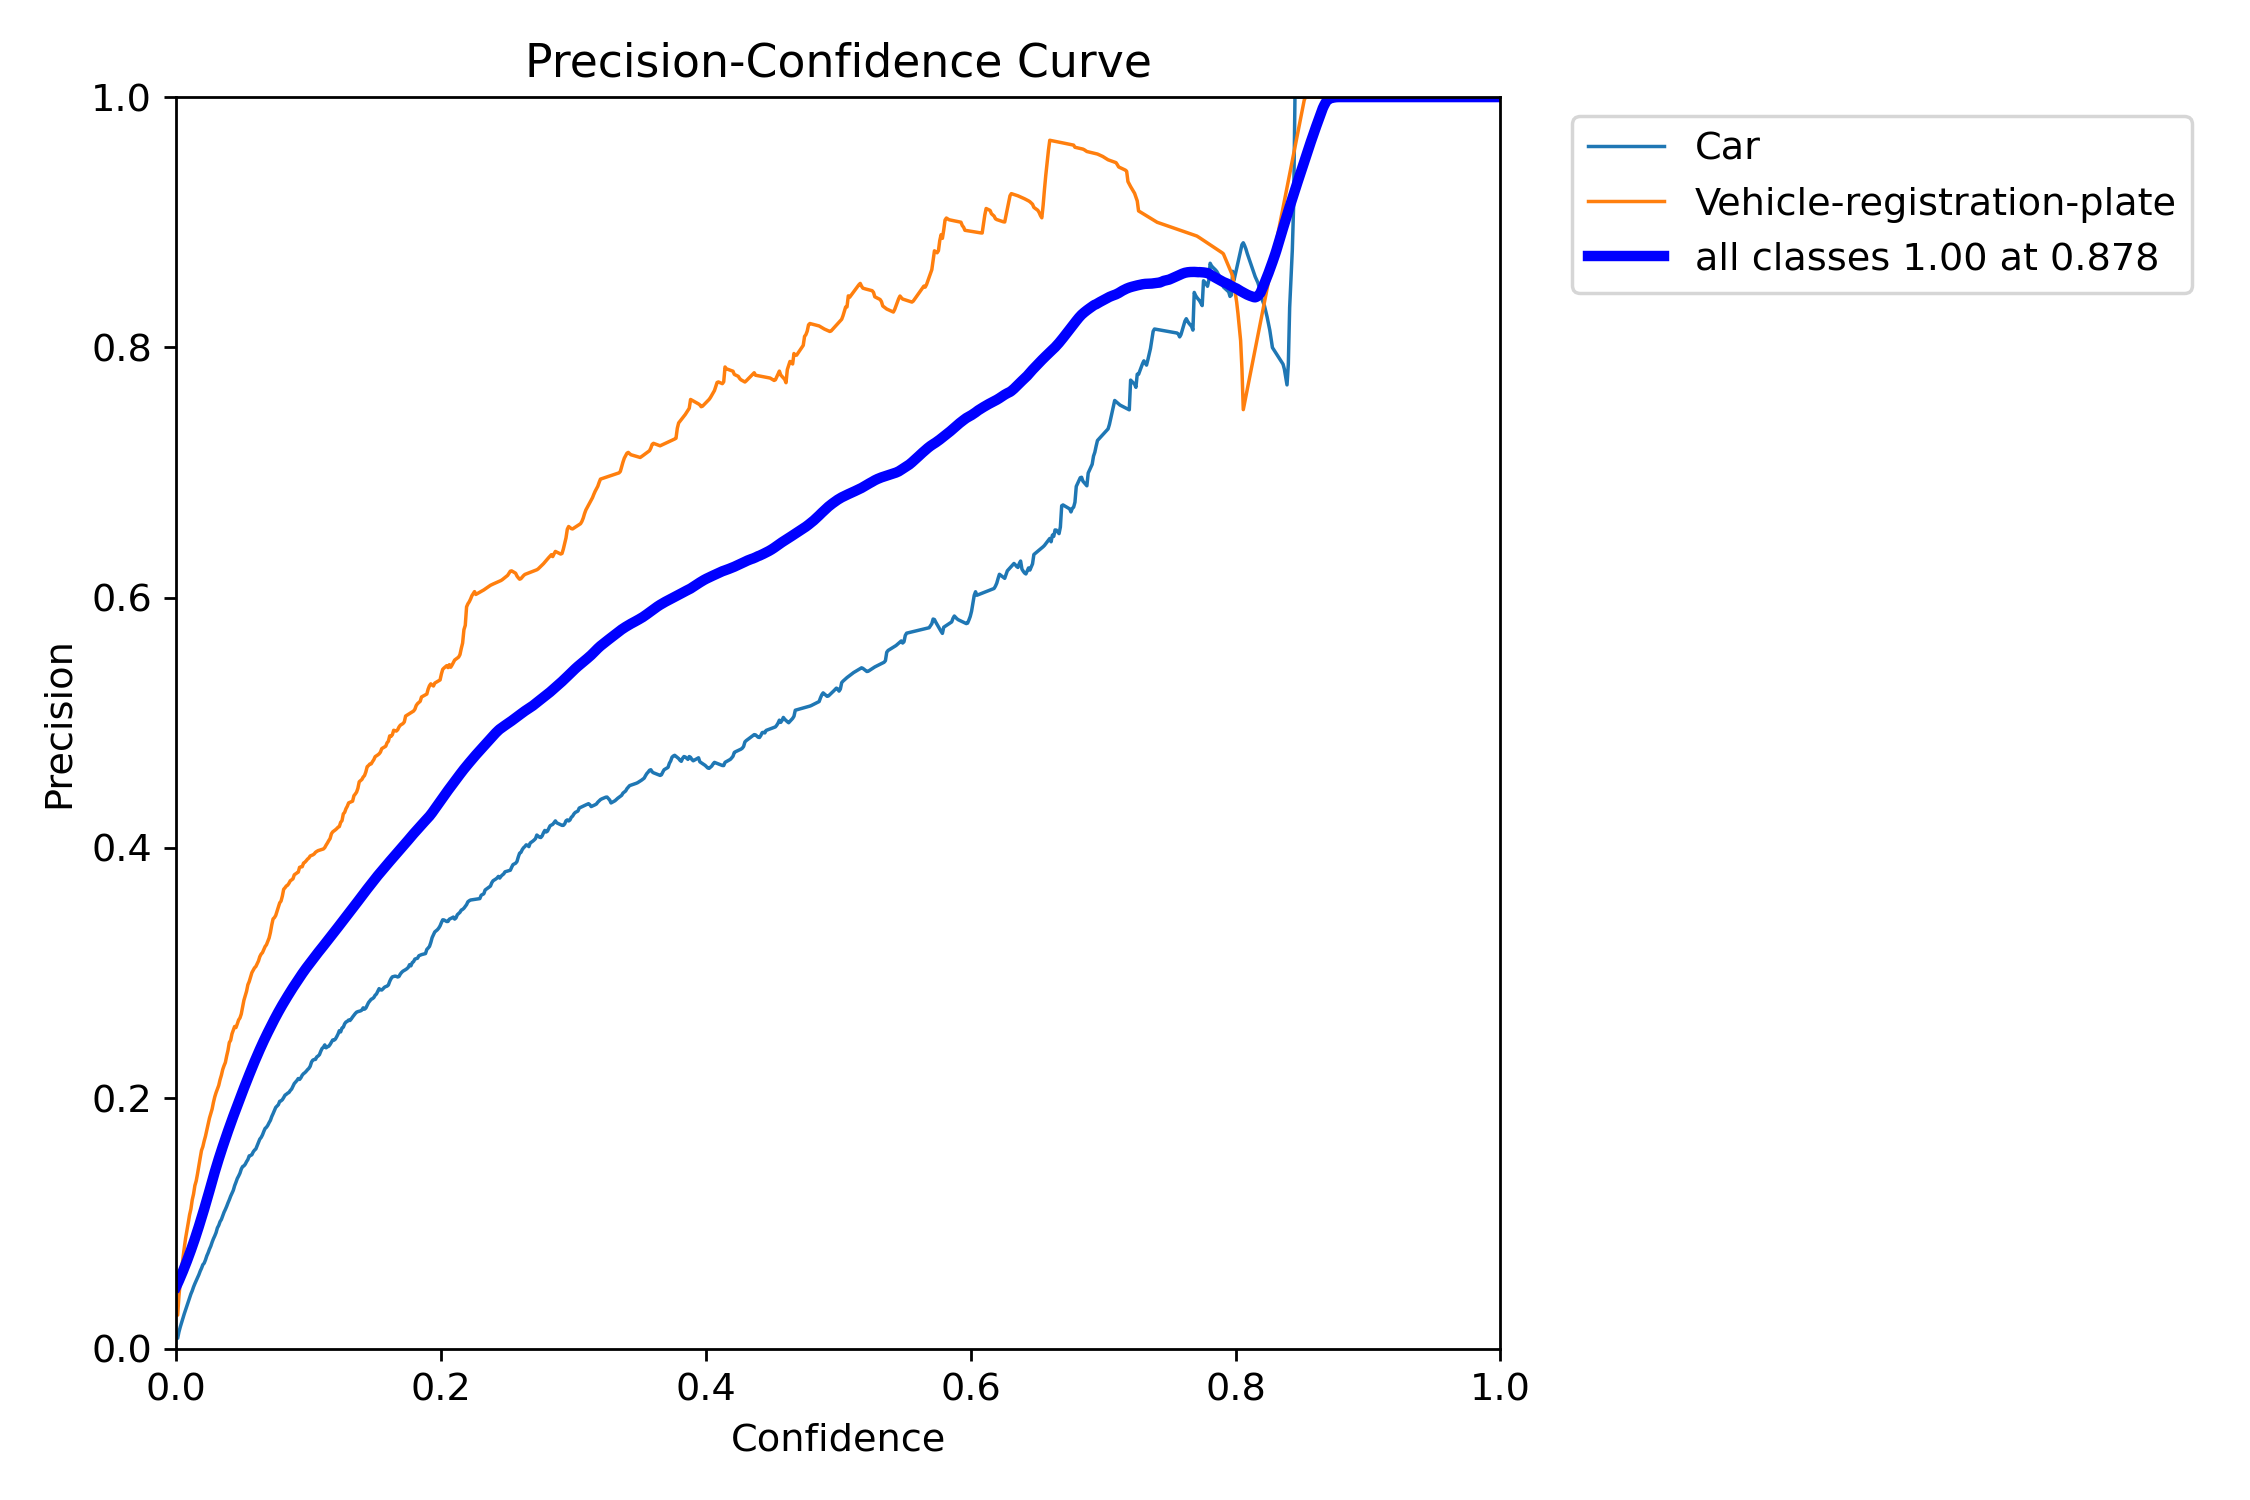 Precision-Confidence Curve
1.0
0.8
0.6
0.4
0.2
0.0
Precision
0.0 0.2 0.4 0.6 0.8 1.0
Confidence
Car
Vehicle-registration-plate
all classes 1.00 at 0.878